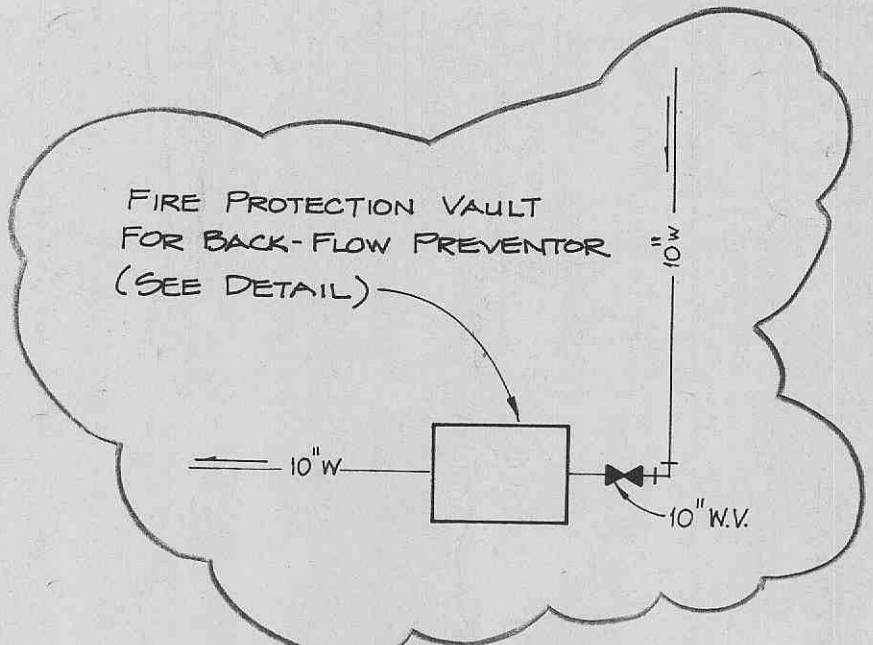 FIRE PROTECTION VAULT
FOR BACK-FLOW PREVENTOR
(SEE DETAIL)
10" W
10" W
10" W.V.